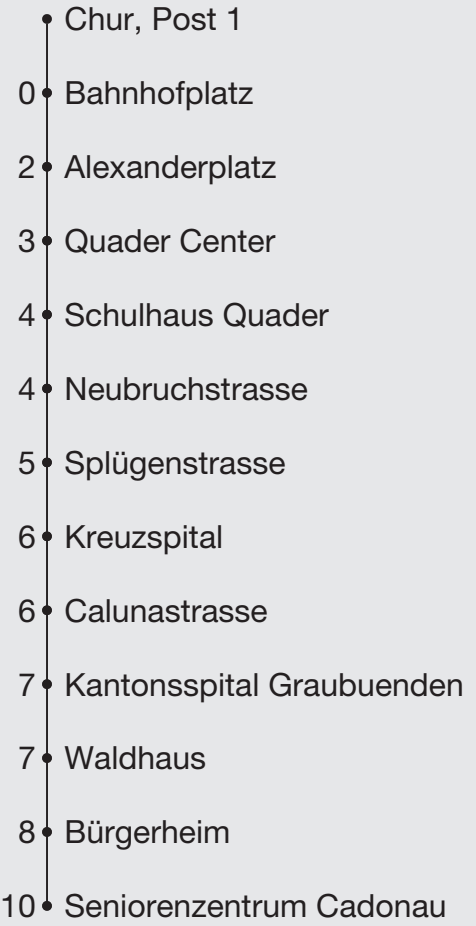 Chur, Post 1
0 Bahnhofplatz
2 Alexanderplatz
3 Quader Center
4 Schulhaus Quader
4 Neubruchstrasse
5 Splügenstrasse
6 Kreuzspital
6 Calunastrasse
7 Kantonsspital Graubuenden
7 Waldhaus
8 Bürgerheim
10 Seniorenzentrum Cadonau